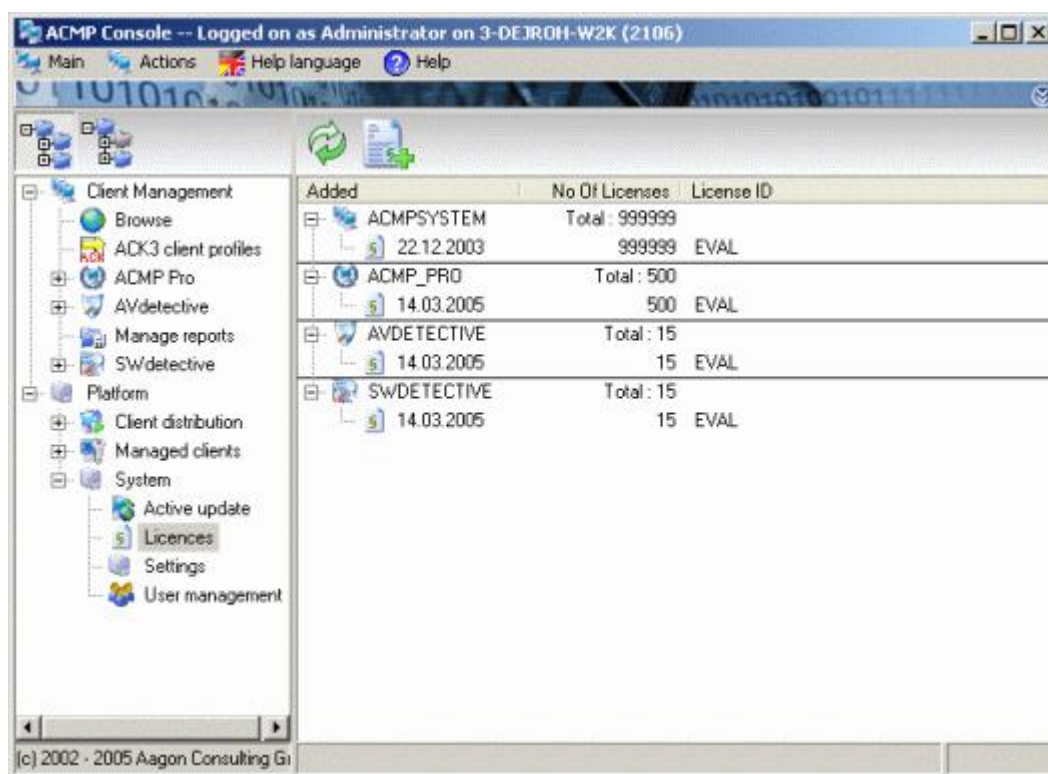 ACMP Console -- Logged on as Administrator on 3-DEJROH-W2K (2106)
Main Actions Help language Help
Client Management
Browse
ACK3 client profiles
ACMP Pro
AVdetective
Manage reports
SWdetective
Platform
Client distribution
Managed clients
System
Active update
Licences
Settings
User management
Added No Of Licenses License ID
ACMPSYSTEM Total : 999999
22.12.2003 999999 EVAL
ACMP_PRO Total : 500
14.03.2005 500 EVAL
AVDETECTIVE Total : 15
14.03.2005 15 EVAL
SWDETECTIVE Total : 15
14.03.2005 15 EVAL
(c) 2002 - 2005 Aagon Consulting